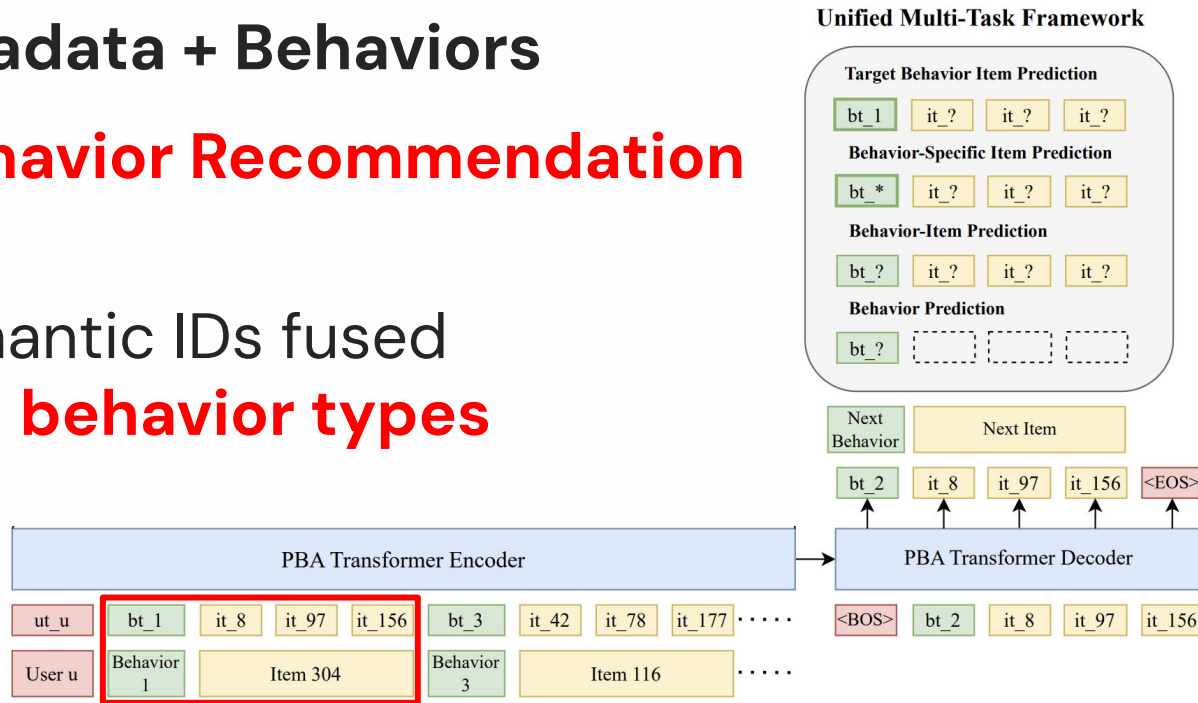 adata + Behaviors
havior Recommendation
nantic IDs fused
behavior types
Unified Multi-Task Framework
Target Behavior Item Prediction
bt_1 it_? it_? it_?
Behavior-Specific Item Prediction
bt_* it_? it_? it_?
Behavior-Item Prediction
bt_? it_? it_? it_?
Behavior Prediction
bt_?
Next Behavior Next Item
bt_2 it_8 it_97 it_156 <EOS>
PBA Transformer Encoder
PBA Transformer Decoder
ut_u bt_1 it_8 it_97 it_156 bt_3 it_42 it_78 it_177 ·····
<BOS> bt_2 it_8 it_97 it_156
User u Behavior 1 Item 304 Behavior 3 Item 116 ·····